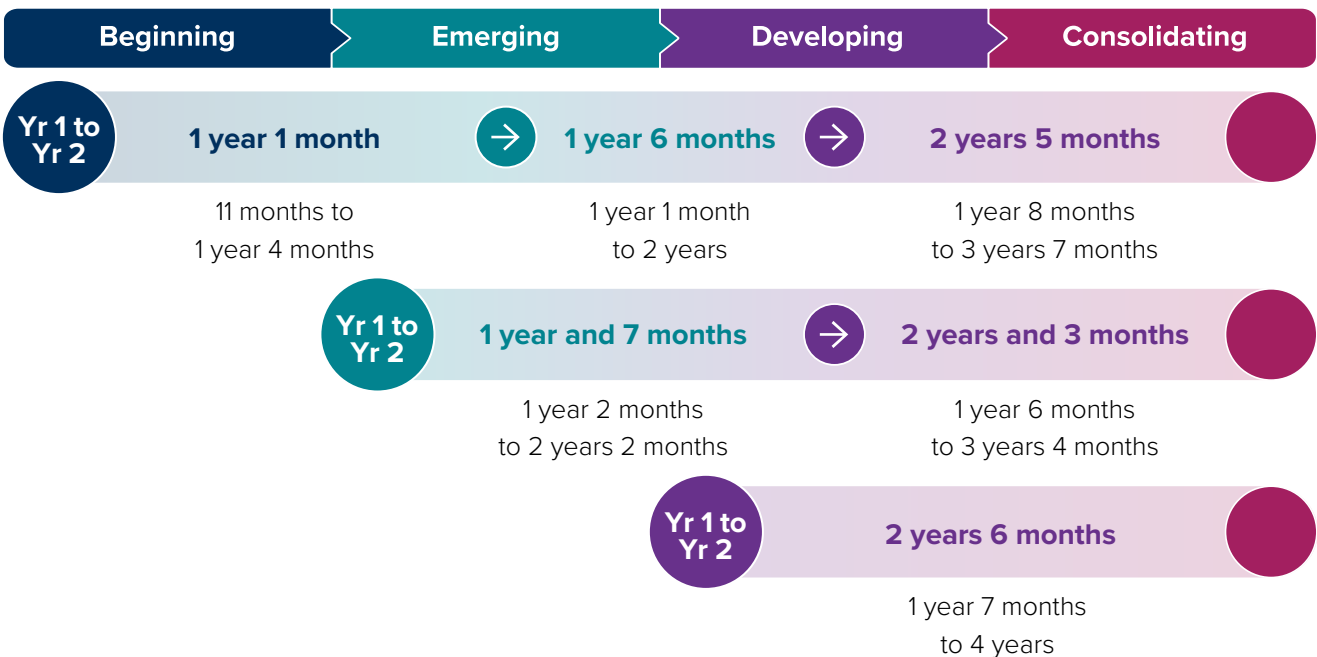 Beginning
Emerging
Developing
Consolidating
Yr 1 to
Yr 2
1 year 1 month
1 year 6 months
2 years 5 months
11 months to
1 year 4 months
1 year 1 month
to 2 years
1 year 8 months
to 3 years 7 months
Yr 1 to
Yr 2
1 year and 7 months
2 years and 3 months
1 year 2 months
to 2 years 2 months
1 year 6 months
to 3 years 4 months
Yr 1 to
Yr 2
2 years 6 months
1 year 7 months
to 4 years